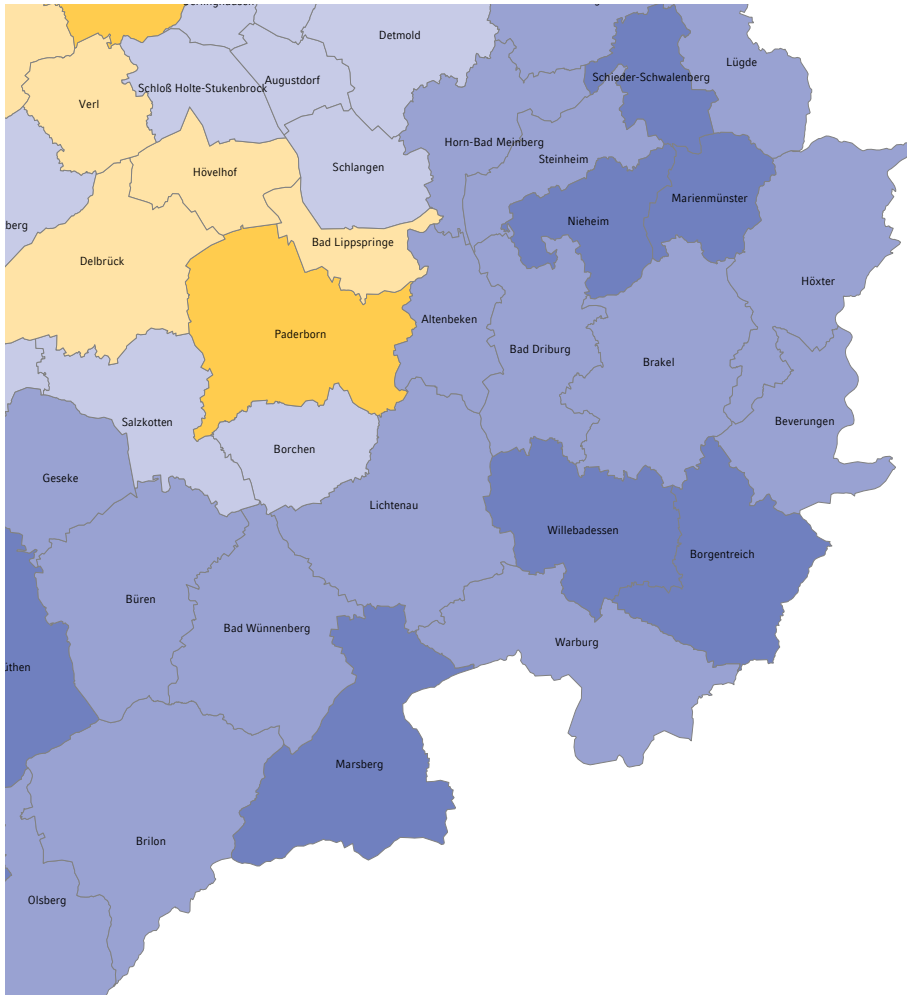 Detmold
Lügde
Schieder-Schwalenberg
Augustdorf
Schloß Holte-Stukenbrock
Verl
Horn-Bad Meinberg
Steinheim
Schlangen
Hövelhof
Marienmünster
Nieheim
berg
Bad Lippspringe
Delbrück
Höxter
Altenbeken
Paderborn
Bad Driburg
Brakel
Salzkotten
Beverungen
Borchen
Geseke
Lichtenau
Willebadessen
Borgentreich
Büren
Bad Wünnenberg
Warburg
üthen
Marsberg
Brilon
Olsberg